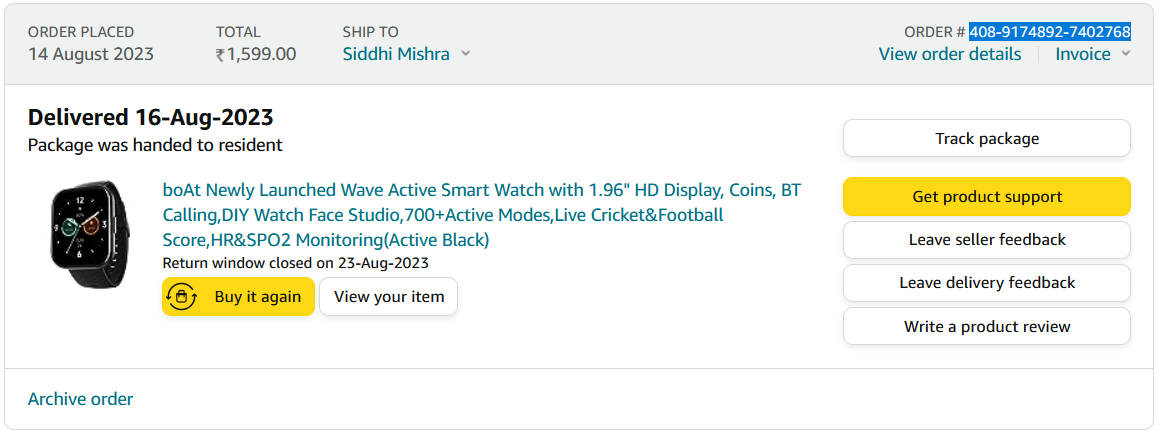 ORDER PLACED
14 August 2023
TOTAL
₹1,599.00
SHIP TO
Siddhi Mishra
ORDER # 408-9174892-7402768
View order details
Invoice
Delivered 16-Aug-2023
Package was handed to resident
boAt Newly Launched Wave Active Smart Watch with 1.96" HD Display, Coins, BT
Calling,DIY Watch Face Studio,700+Active Modes,Live Cricket&Football
Score,HR&SPO2 Monitoring(Active Black)
Return window closed on 23-Aug-2023
Buy it again
View your item
Track package
Get product support
Leave seller feedback
Leave delivery feedback
Write a product review
Archive order